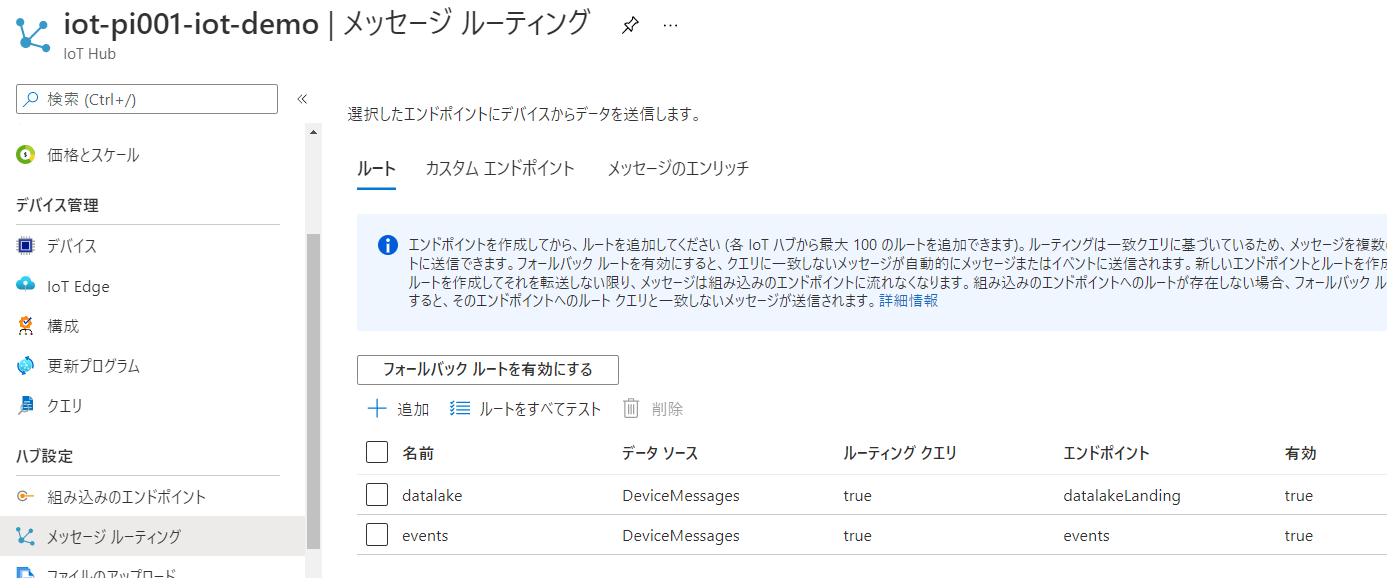 iot-pi001-iot-demo | メッセージ ルーティング ...
IoT Hub
検索 (Ctrl+/)
«
価格とスケール
デバイス管理
デバイス
IoT Edge
構成
更新プログラム
クエリ
ハブ設定
組み込みのエンドポイント
メッセージ ルーティング
ファイルのアップロード
選択したエンドポイントにデバイスからデータを送信します。
ルート カスタム エンドポイント メッセージのエンリッチ
エンドポイントを作成してから、ルートを追加してください (各 IoT ハブから最大 100 のルートを追加できます)。ルーティングは一致クエリに基づいているため、メッセージを複数
トに送信できます。フォールバック ルートを有効にすると、クエリに一致しないメッセージが自動的にメッセージまたはイベントに送信されます。新しいエンドポイントとルートを作成
ルートを作成してそれを転送しない限り、メッセージは組み込みのエンドポイントに流れなくなります。組み込みのエンドポイントへのルートが存在しない場合、フォールバック ル
すると、そのエンドポイントへのルート クエリと一致しないメッセージが送信されます。詳細情報
フォールバック ルートを有効にする
追加 ルートをすべてテスト 削除
名前 データ ソース ルーティング クエリ エンドポイント 有効
datalake DeviceMessages true datalakeLanding true
events DeviceMessages true events true